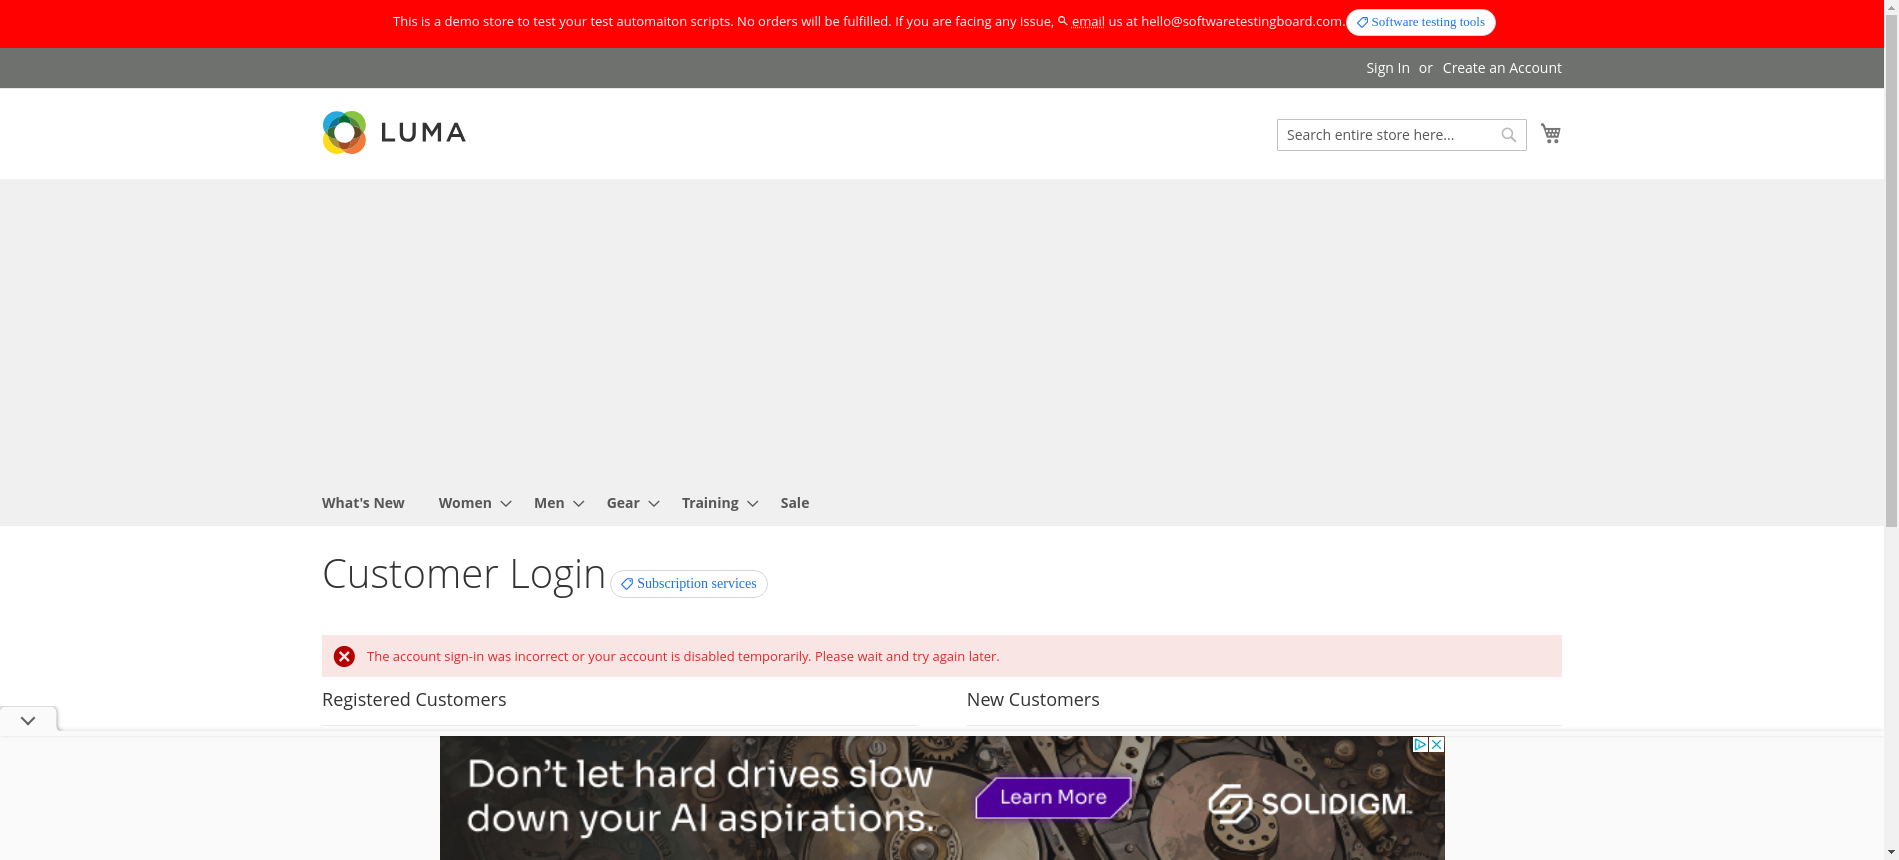 This is a demo store to test your test automaiton scripts. No orders will be fulfilled. If you are facing any issue, email us at hello@softwaretestingboard.com. Software testing tools
Sign In or Create an Account
LUMA
Search entire store here...
What's New Women Men Gear Training Sale
Customer Login Subscription services
The account sign-in was incorrect or your account is disabled temporarily. Please wait and try again later.
Registered Customers
New Customers
Don't let hard drives slow
down your AI aspirations.
Learn More
SOLIDIGM